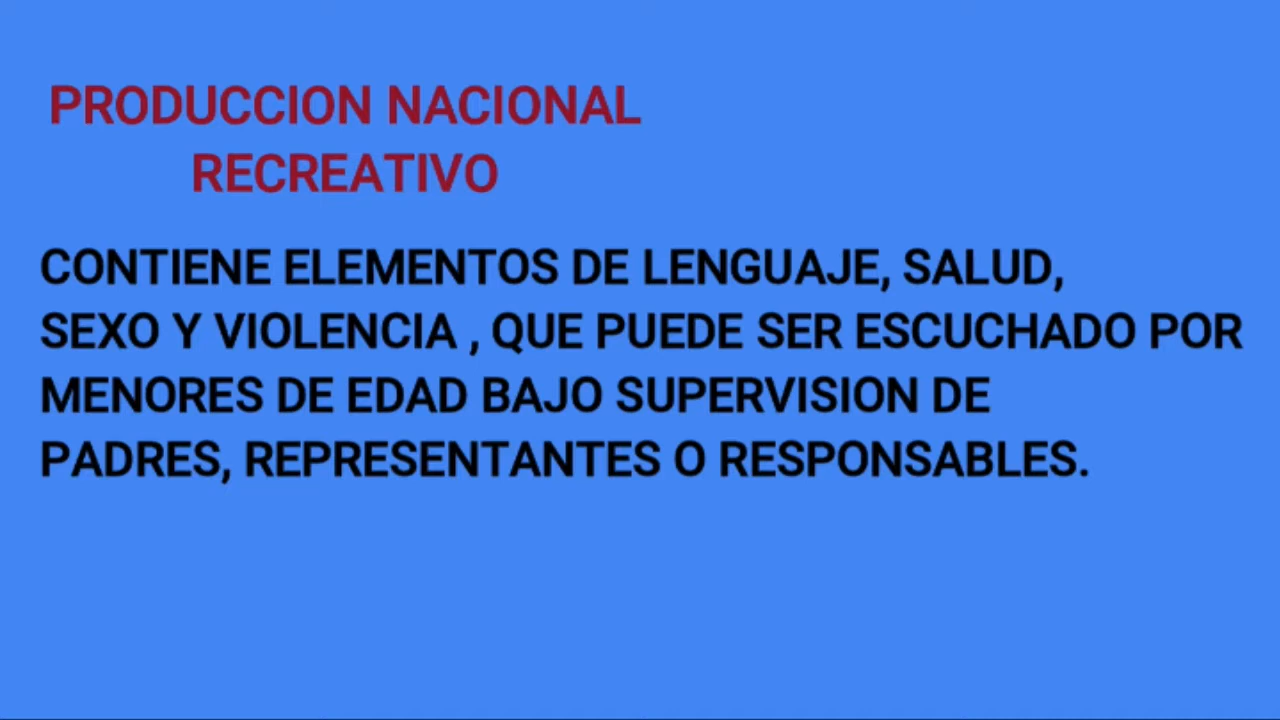 PRODUCCION NACIONAL
RECREATIVO
CONTIENE ELEMENTOS DE LENGUAJE, SALUD,
SEXO Y VIOLENCIA , QUE PUEDE SER ESCUCHADO POR
MENORES DE EDAD BAJO SUPERVISION DE
PADRES, REPRESENTANTES O RESPONSABLES.